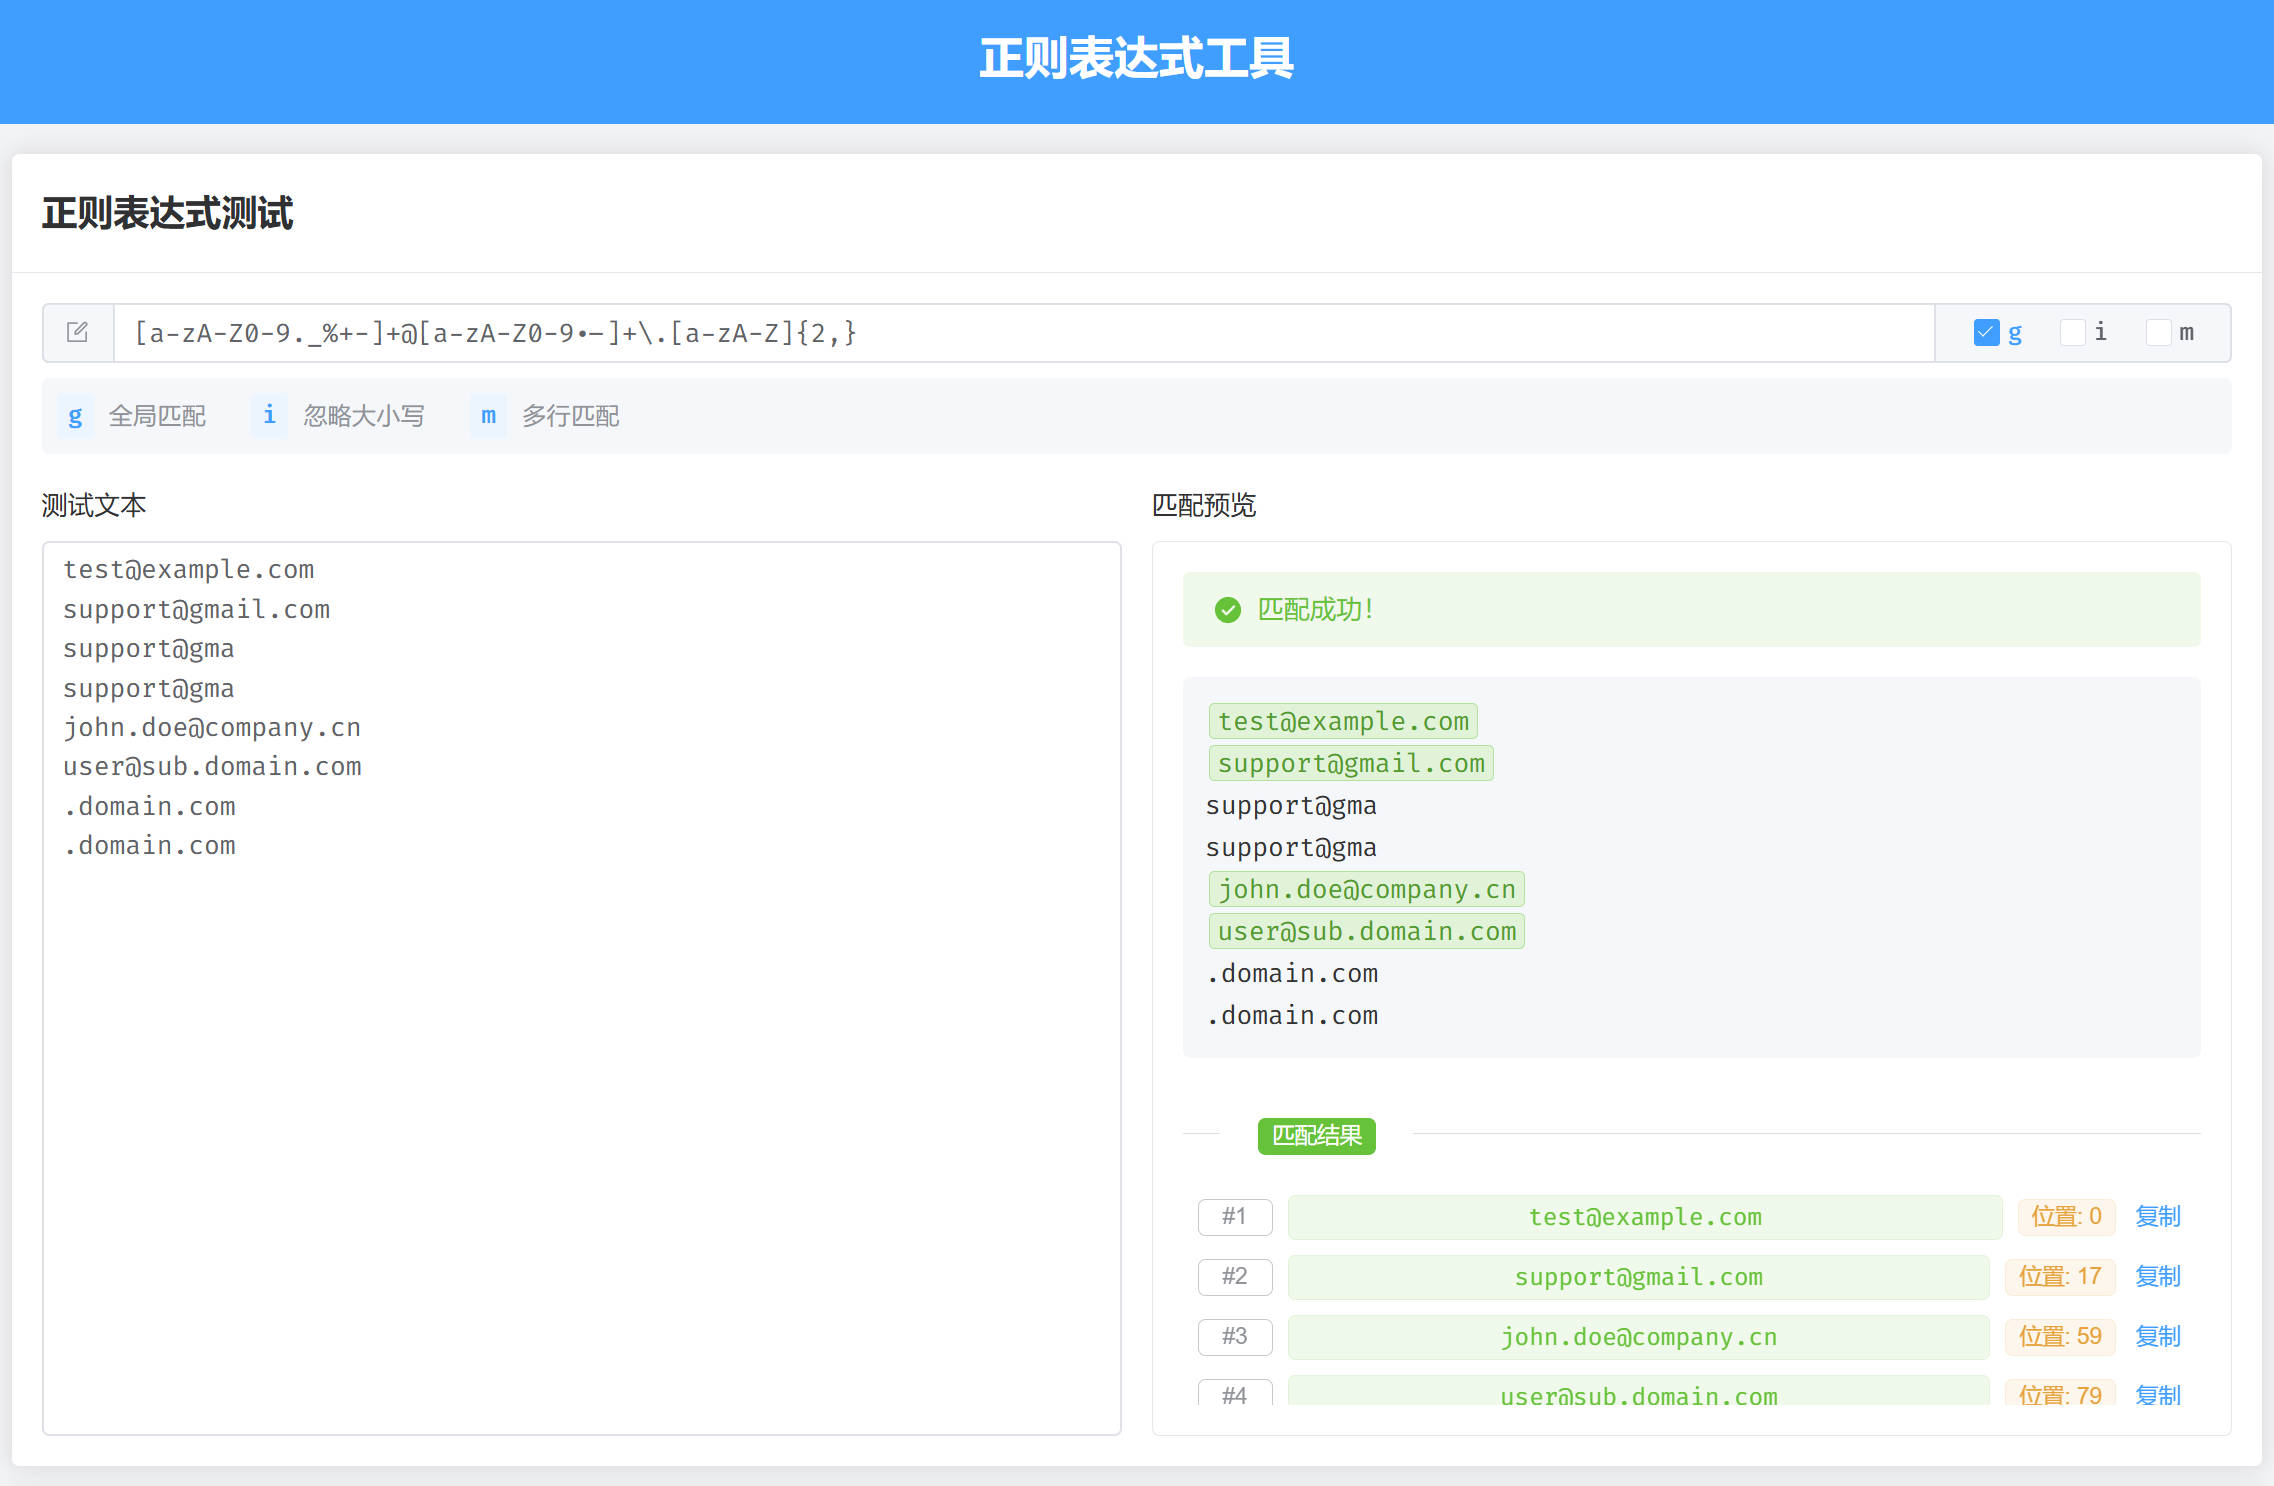 正则表达式工具
正则表达式测试
[a-zA-Z0-9._%+-]+@[a-zA-Z0-9•-]+\.[a-zA-Z]{2,}
g i m
g 全局匹配 i 忽略大小写 m 多行匹配
测试文本
test@example.com
support@gmail.com
support@gma
support@gma
john.doe@company.cn
user@sub.domain.com
.domain.com
.domain.com
匹配预览
匹配成功！
test@example.com
support@gmail.com
support@gma
support@gma
john.doe@company.cn
user@sub.domain.com
.domain.com
.domain.com
匹配结果
#1 test@example.com 位置: 0 复制
#2 support@gmail.com 位置: 17 复制
#3 john.doe@company.cn 位置: 59 复制
#4 user@sub.domain.com 位置: 79 复制